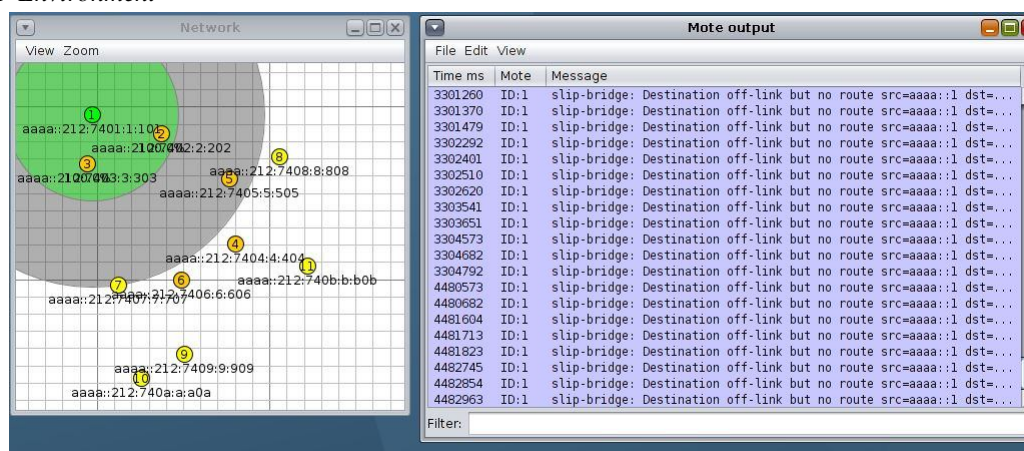 Environment
Network
View Zoom
1
aaaa::212:7401:1:101
2
3
8
5
aaaa::212:7408:8:808
aaaa::212:7405:5:505
4
aaaa::212:7404:4:404
11
aaaa::212:740b:b:b0b
7
6
9
aaaa::212:7409:9:909
10
aaaa::212:740a:a:a0a
Mote output
File Edit View
Time ms Mote Message
3301260 ID:1 slip-bridge: Destination off-link but no route src=aaaa::1 dst=...
3301370 ID:1 slip-bridge: Destination off-link but no route src=aaaa::1 dst=...
3301479 ID:1 slip-bridge: Destination off-link but no route src=aaaa::1 dst=...
3302292 ID:1 slip-bridge: Destination off-link but no route src=aaaa::1 dst=...
3302401 ID:1 slip-bridge: Destination off-link but no route src=aaaa::1 dst=...
3302510 ID:1 slip-bridge: Destination off-link but no route src=aaaa::1 dst=...
3302620 ID:1 slip-bridge: Destination off-link but no route src=aaaa::1 dst=...
3303541 ID:1 slip-bridge: Destination off-link but no route src=aaaa::1 dst=...
3303651 ID:1 slip-bridge: Destination off-link but no route src=aaaa::1 dst=...
3304573 ID:1 slip-bridge: Destination off-link but no route src=aaaa::1 dst=...
3304682 ID:1 slip-bridge: Destination off-link but no route src=aaaa::1 dst=...
3304792 ID:1 slip-bridge: Destination off-link but no route src=aaaa::1 dst=...
4480573 ID:1 slip-bridge: Destination off-link but no route src=aaaa::1 dst=...
4480682 ID:1 slip-bridge: Destination off-link but no route src=aaaa::1 dst=...
4481604 ID:1 slip-bridge: Destination off-link but no route src=aaaa::1 dst=...
4481713 ID:1 slip-bridge: Destination off-link but no route src=aaaa::1 dst=...
4481823 ID:1 slip-bridge: Destination off-link but no route src=aaaa::1 dst=...
4482745 ID:1 slip-bridge: Destination off-link but no route src=aaaa::1 dst=...
4482854 ID:1 slip-bridge: Destination off-link but no route src=aaaa::1 dst=...
4482963 ID:1 slip-bridge: Destination off-link but no route src=aaaa::1 dst=...
Filter: